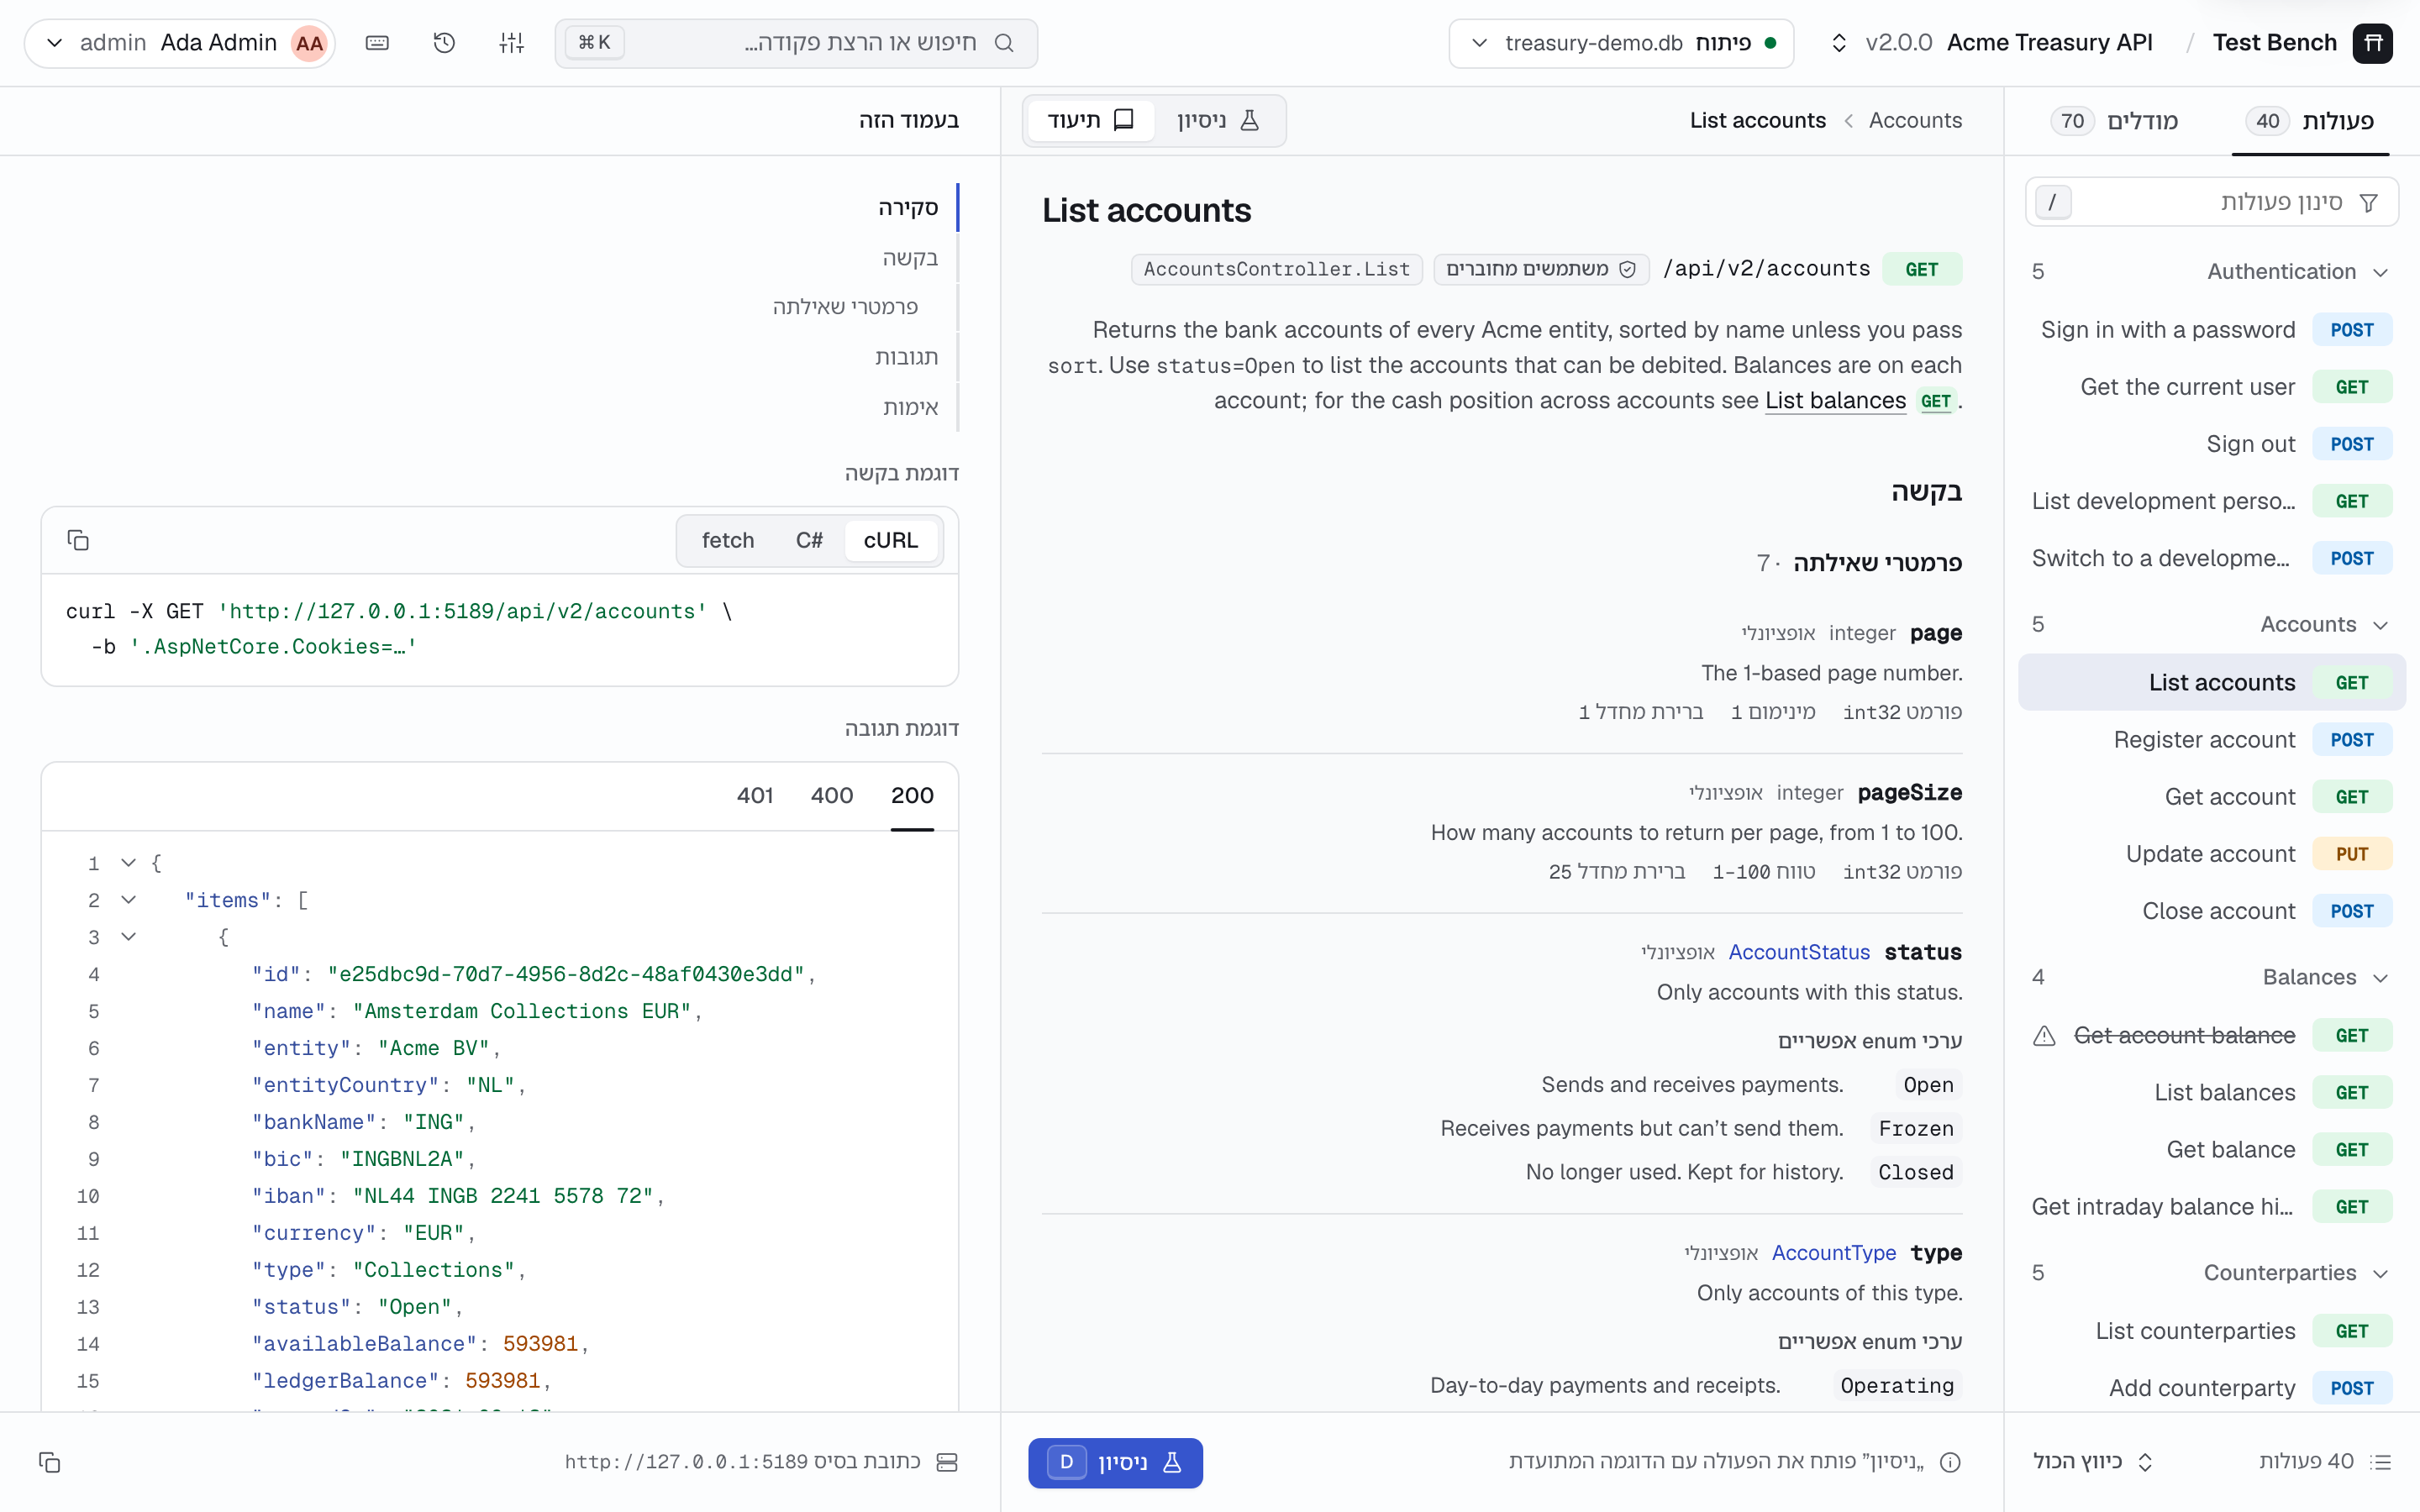 Test Bench / Acme Treasury API v2.0.0
פיתוח treasury-demo.db
חיפוש או הרצת פקודה... ⌘K
AA Ada Admin admin
פעולות 40
מודלים 70
סינון פעולות /
Authentication 5
POST Sign in with a password
GET Get the current user
POST Sign out
GET List development perso...
POST Switch to a developme...
Accounts 5
GET List accounts
POST Register account
GET Get account
PUT Update account
POST Close account
Balances 4
GET Get account balance
GET List balances
GET Get balance
GET Get intraday balance hi...
Counterparties 5
GET List counterparties
POST Add counterparty
40 פעולות
כיווץ הכול
Accounts List accounts
ניסיון תיעוד
List accounts
GET /api/v2/accounts משתמשים מחוברים AccountsController.List
Returns the bank accounts of every Acme entity, sorted by name unless you pass
sort. Use status=Open to list the accounts that can be debited. Balances are on each
account; for the cash position across accounts see List balances GET.
בקשה
פרמטרי שאילתה · 7
page integer אופציונלי
The 1-based page number.
פורמט int32 מינימום 1 ברירת מחדל 1
pageSize integer אופציונלי
How many accounts to return per page, from 1 to 100.
פורמט int32 טווח 1–100 ברירת מחדל 25
status AccountStatus אופציונלי
Only accounts with this status.
ערכי enum אפשריים
Open Sends and receives payments.
Frozen Receives payments but can’t send them.
Closed No longer used. Kept for history.
type AccountType אופציונלי
Only accounts of this type.
ערכי enum אפשריים
Operating Day-to-day payments and receipts.
„ניסיון” פותח את הפעולה עם הדוגמה המתועדת
ניסיון D
בעמוד הזה
סקירה
בקשה
פרמטרי שאילתה
תגובות
אימות
דוגמת בקשה
cURL C# fetch
curl -X GET 'http://127.0.0.1:5189/api/v2/accounts' \
-b '.AspNetCore.Cookies=…'
דוגמת תגובה
200 400 401
1 {
2 "items": [
3 {
4 "id": "e25dbc9d-70d7-4956-8d2c-48af0430e3dd",
5 "name": "Amsterdam Collections EUR",
6 "entity": "Acme BV",
7 "entityCountry": "NL",
8 "bankName": "ING",
9 "bic": "INGBNL2A",
10 "iban": "NL44 INGB 2241 5578 72",
11 "currency": "EUR",
12 "type": "Collections",
13 "status": "Open",
14 "availableBalance": 593981,
15 "ledgerBalance": 593981,
כתובת בסיס http://127.0.0.1:5189